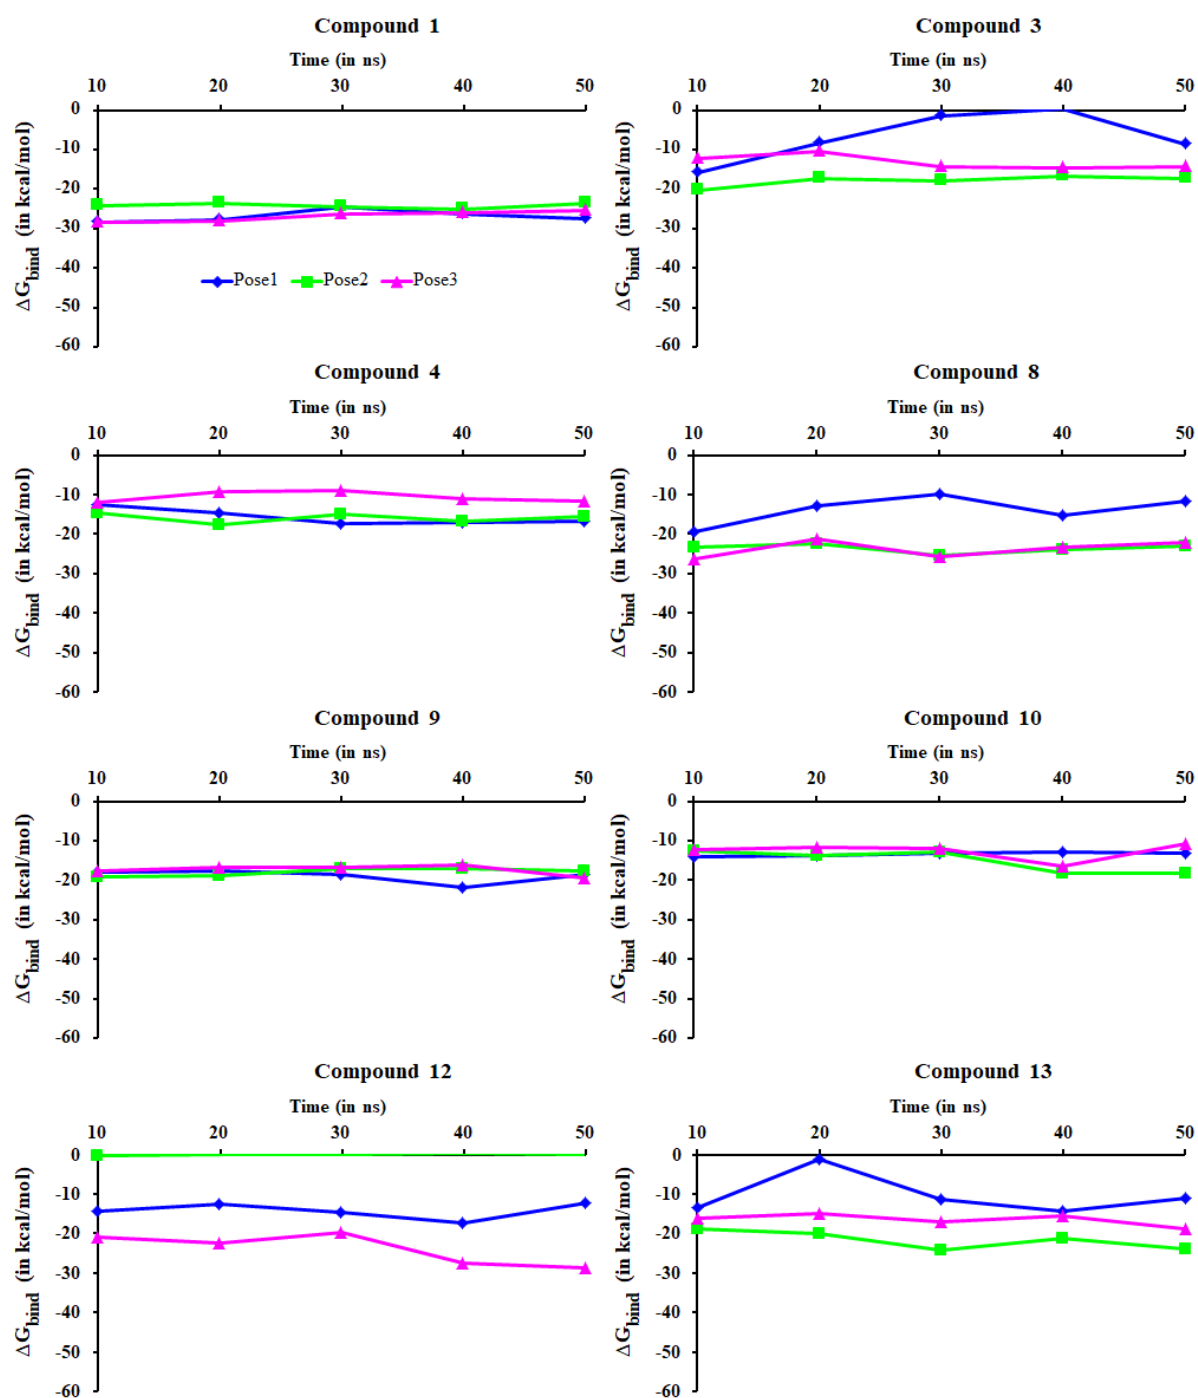 Compound 1
Time (in ns)
10 20 30 40 50
0
-10
-20
-30
-40
-50
-60
ΔGbind (in kcal/mol)
Pose1 Pose2 Pose3
Compound 3
Time (in ns)
10 20 30 40 50
0
-10
-20
-30
-40
-50
-60
ΔGbind (in kcal/mol)
Compound 4
Time (in ns)
10 20 30 40 50
0
-10
-20
-30
-40
-50
-60
ΔGbind (in kcal/mol)
Compound 8
Time (in ns)
10 20 30 40 50
0
-10
-20
-30
-40
-50
-60
ΔGbind (in kcal/mol)
Compound 9
Time (in ns)
10 20 30 40 50
0
-10
-20
-30
-40
-50
-60
ΔGbind (in kcal/mol)
Compound 10
Time (in ns)
10 20 30 40 50
0
-10
-20
-30
-40
-50
-60
ΔGbind (in kcal/mol)
Compound 12
Time (in ns)
10 20 30 40 50
0
-10
-20
-30
-40
-50
-60
ΔGbind (in kcal/mol)
Compound 13
Time (in ns)
10 20 30 40 50
0
-10
-20
-30
-40
-50
-60
ΔGbind (in kcal/mol)